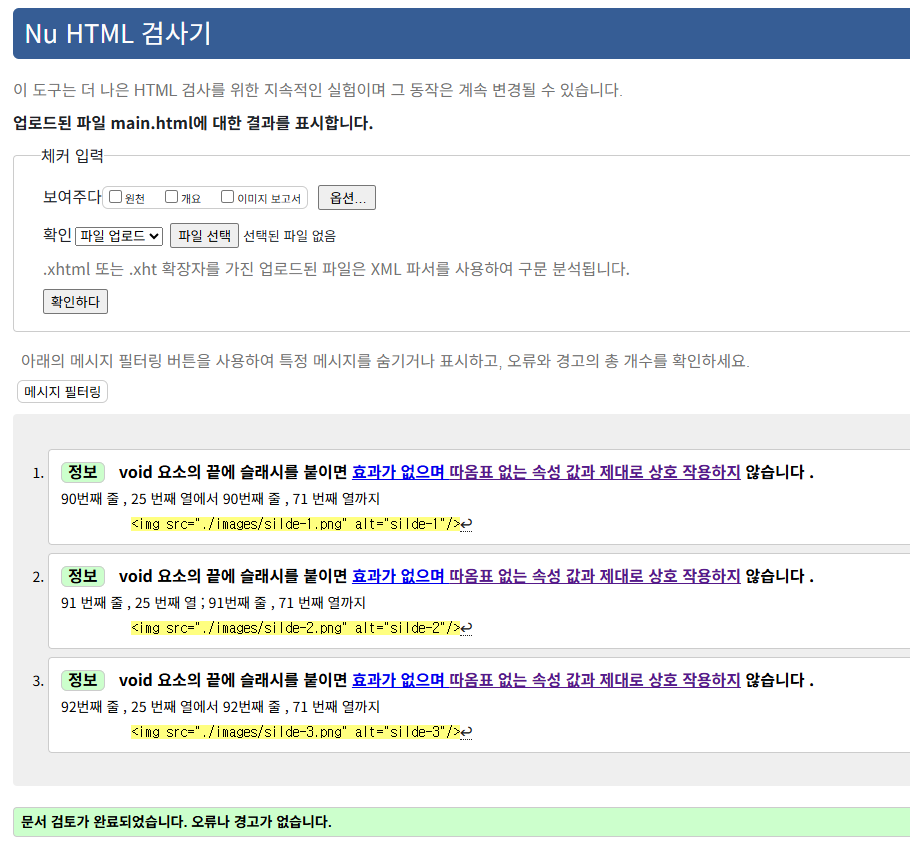 Nu HTML 검사기
이 도구는 더 나은 HTML 검사를 위한 지속적인 실험이며 그 동작은 계속 변경될 수 있습니다.
업로드된 파일 main.html에 대한 결과를 표시합니다.
체커 입력
보여주다 원천 개요 이미지 보고서 옵션...
확인 파일 업로드 파일 선택 선택된 파일 없음
.xhtml 또는 .xht 확장자를 가진 업로드된 파일은 XML 파서를 사용하여 구문 분석됩니다.
확인하다
아래의 메시지 필터링 버튼을 사용하여 특정 메시지를 숨기거나 표시하고, 오류와 경고의 총 개수를 확인하세요.
메시지 필터링
1. 정보 void 요소의 끝에 슬래시를 붙이면 효과가 없으며 따옴표 없는 속성 값과 제대로 상호 작용하지 않습니다 .
90번째 줄 , 25 번째 열에서 90번째 줄 , 71 번째 열까지
<img src="./images/silde-1.png" alt="silde-1"/>↩
2. 정보 void 요소의 끝에 슬래시를 붙이면 효과가 없으며 따옴표 없는 속성 값과 제대로 상호 작용하지 않습니다 .
91 번째 줄 , 25 번째 열 ; 91번째 줄 , 71 번째 열까지
<img src="./images/silde-2.png" alt="silde-2"/>↩
3. 정보 void 요소의 끝에 슬래시를 붙이면 효과가 없으며 따옴표 없는 속성 값과 제대로 상호 작용하지 않습니다 .
92번째 줄 , 25 번째 열에서 92번째 줄 , 71 번째 열까지
<img src="./images/silde-3.png" alt="silde-3"/>↩
문서 검토가 완료되었습니다. 오류나 경고가 없습니다.